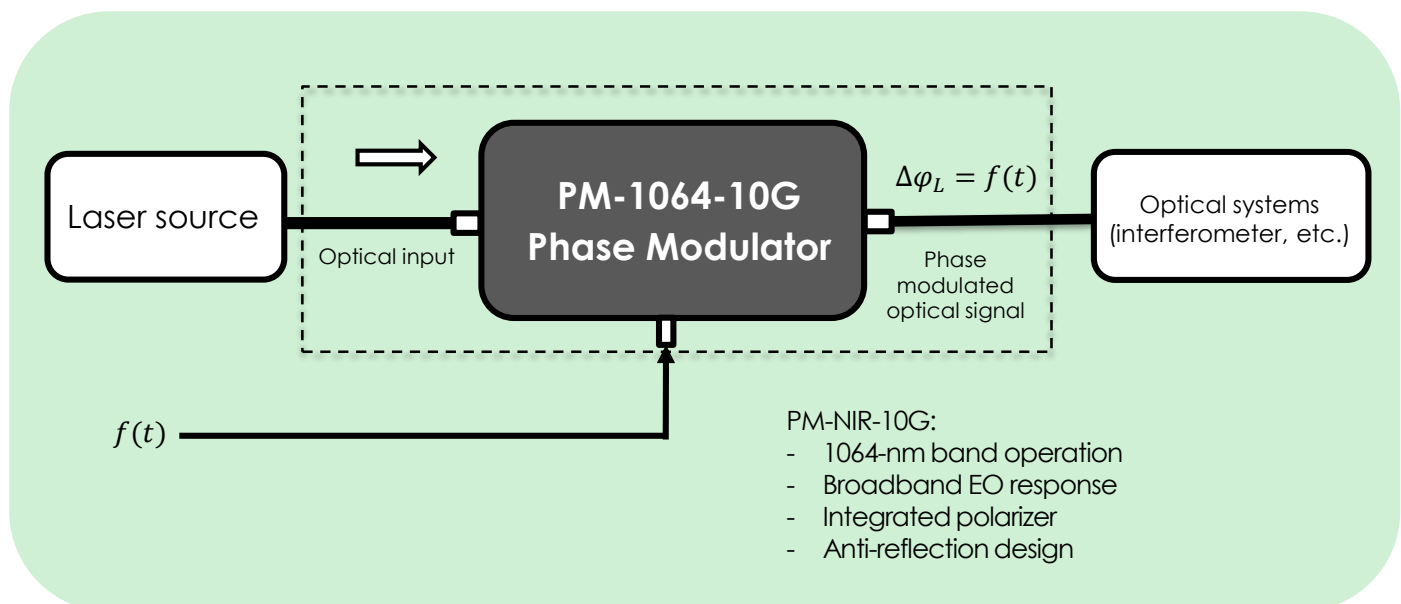 Laser source
Optical input
PM-1064-10G
Phase Modulator
Δφ_L = f(t)
Phase
modulated
optical signal
Optical systems
(interferometer, etc.)
f(t)
PM-NIR-10G:
- 1064-nm band operation
- Broadband EO response
- Integrated polarizer
- Anti-reflection design